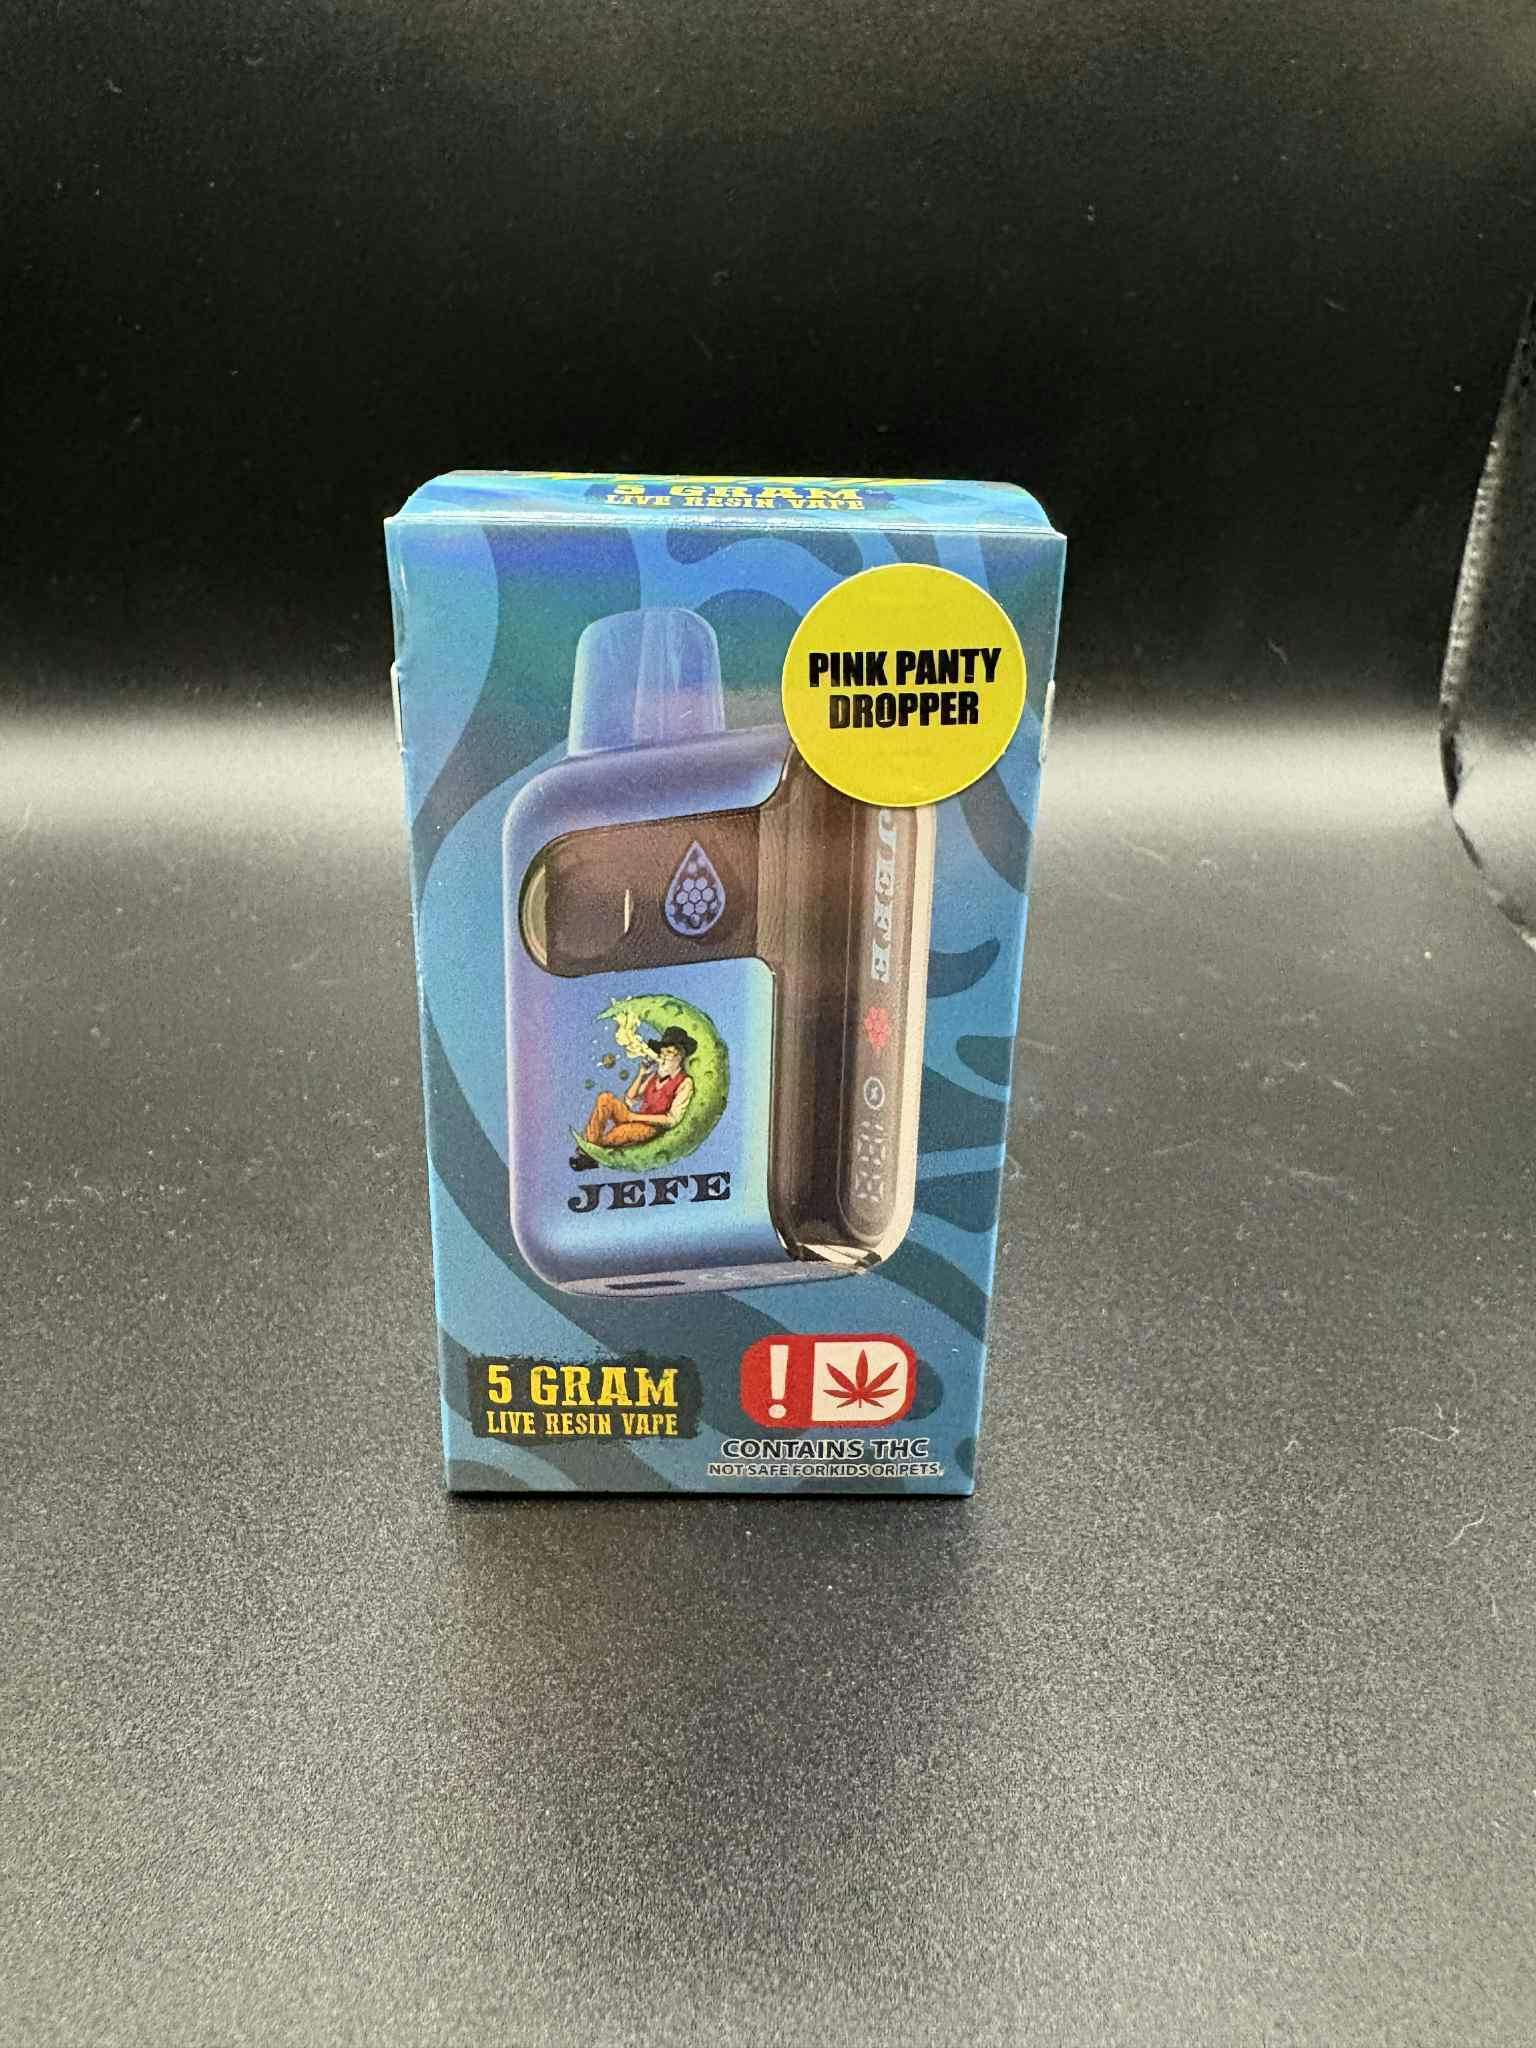 5 GRAM
LIVE RESIN VAPE
PINK PANTY
DROPPER
JEFE
JEFE
5 GRAM
LIVE RESIN VAPE
!
CONTAINS THC
NOT SAFE FOR KIDS OR PETS.